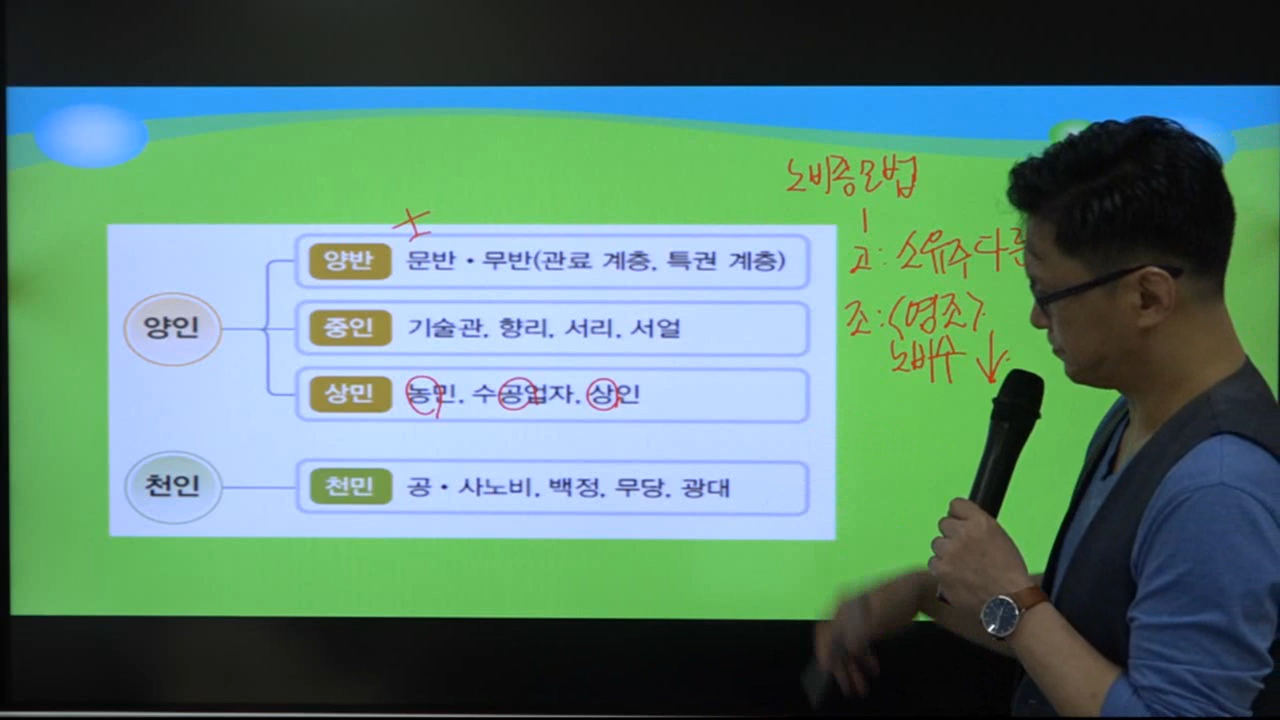 노비종모법
고: 소유주 다른
조: (영조)
노비수 ↓
士
양반 문반·무반(관료 계층, 특권 계층)
양인
중인 기술관, 향리, 서리, 서얼
상민 농민, 수공업자, 상인
천인
천민 공·사노비, 백정, 무당, 광대